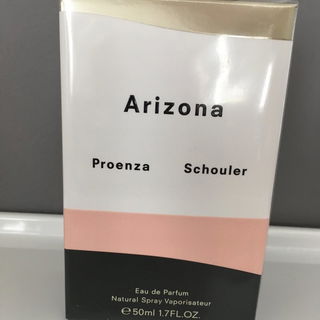 Arizona
Proenza Schouler
Eau de Parfum
Natural Spray Vaporisateur
℮50ml 1.7FL.OZ.